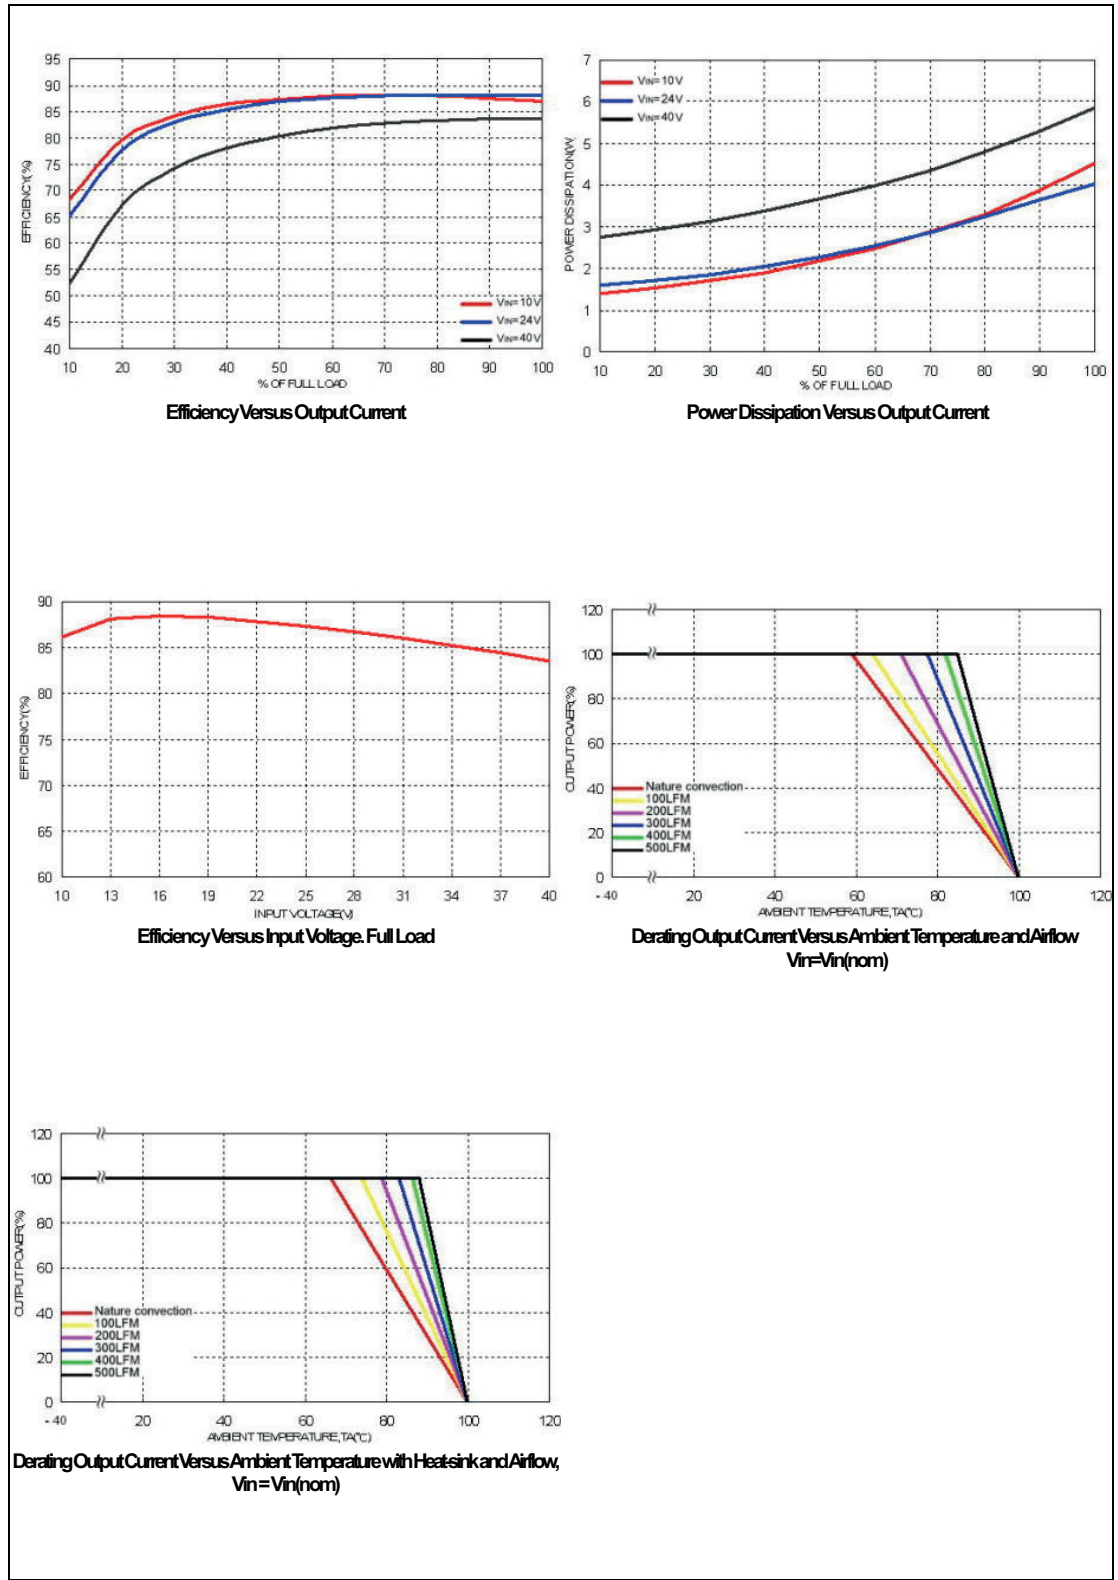 95
90
85
80
75
70
65
60
55
50
45
40
EFFICIENCY(%)
VIN=10V
VIN=24V
VIN=40V
10 20 30 40 50 60 70 80 90 100
% OF FULL LOAD
Efficiency Versus Output Current
7
6
5
4
3
2
1
0
POWER DISSIPATION(W)
VIN=10V
VIN=24V
VIN=40V
10 20 30 40 50 60 70 80 90 100
% OF FULL LOAD
Power Dissipation Versus Output Current
90
85
80
75
70
65
60
EFFICIENCY(%)
10 13 16 19 22 25 28 31 34 37 40
INPUT VOLTAGE(V)
Efficiency Versus Input Voltage. Full Load
120
100
80
60
40
20
0
OUTPUT POWER(%)
Nature convection
100LFM
200LFM
300LFM
400LFM
500LFM
- 40 0 20 40 60 80 100 120
AMBIENT TEMPERATURE,TA(°C)
Derating Output Current Versus Ambient Temperature and Airflow
Vin=Vin(nom)
120
100
80
60
40
20
0
OUTPUT POWER(%)
Nature convection
100LFM
200LFM
300LFM
400LFM
500LFM
- 40 20 40 60 80 100 120
AMBIENT TEMPERATURE,TA(°C)
Derating Output Current Versus Ambient Temperature with Heat-sink and Airflow,
Vin = Vin(nom)